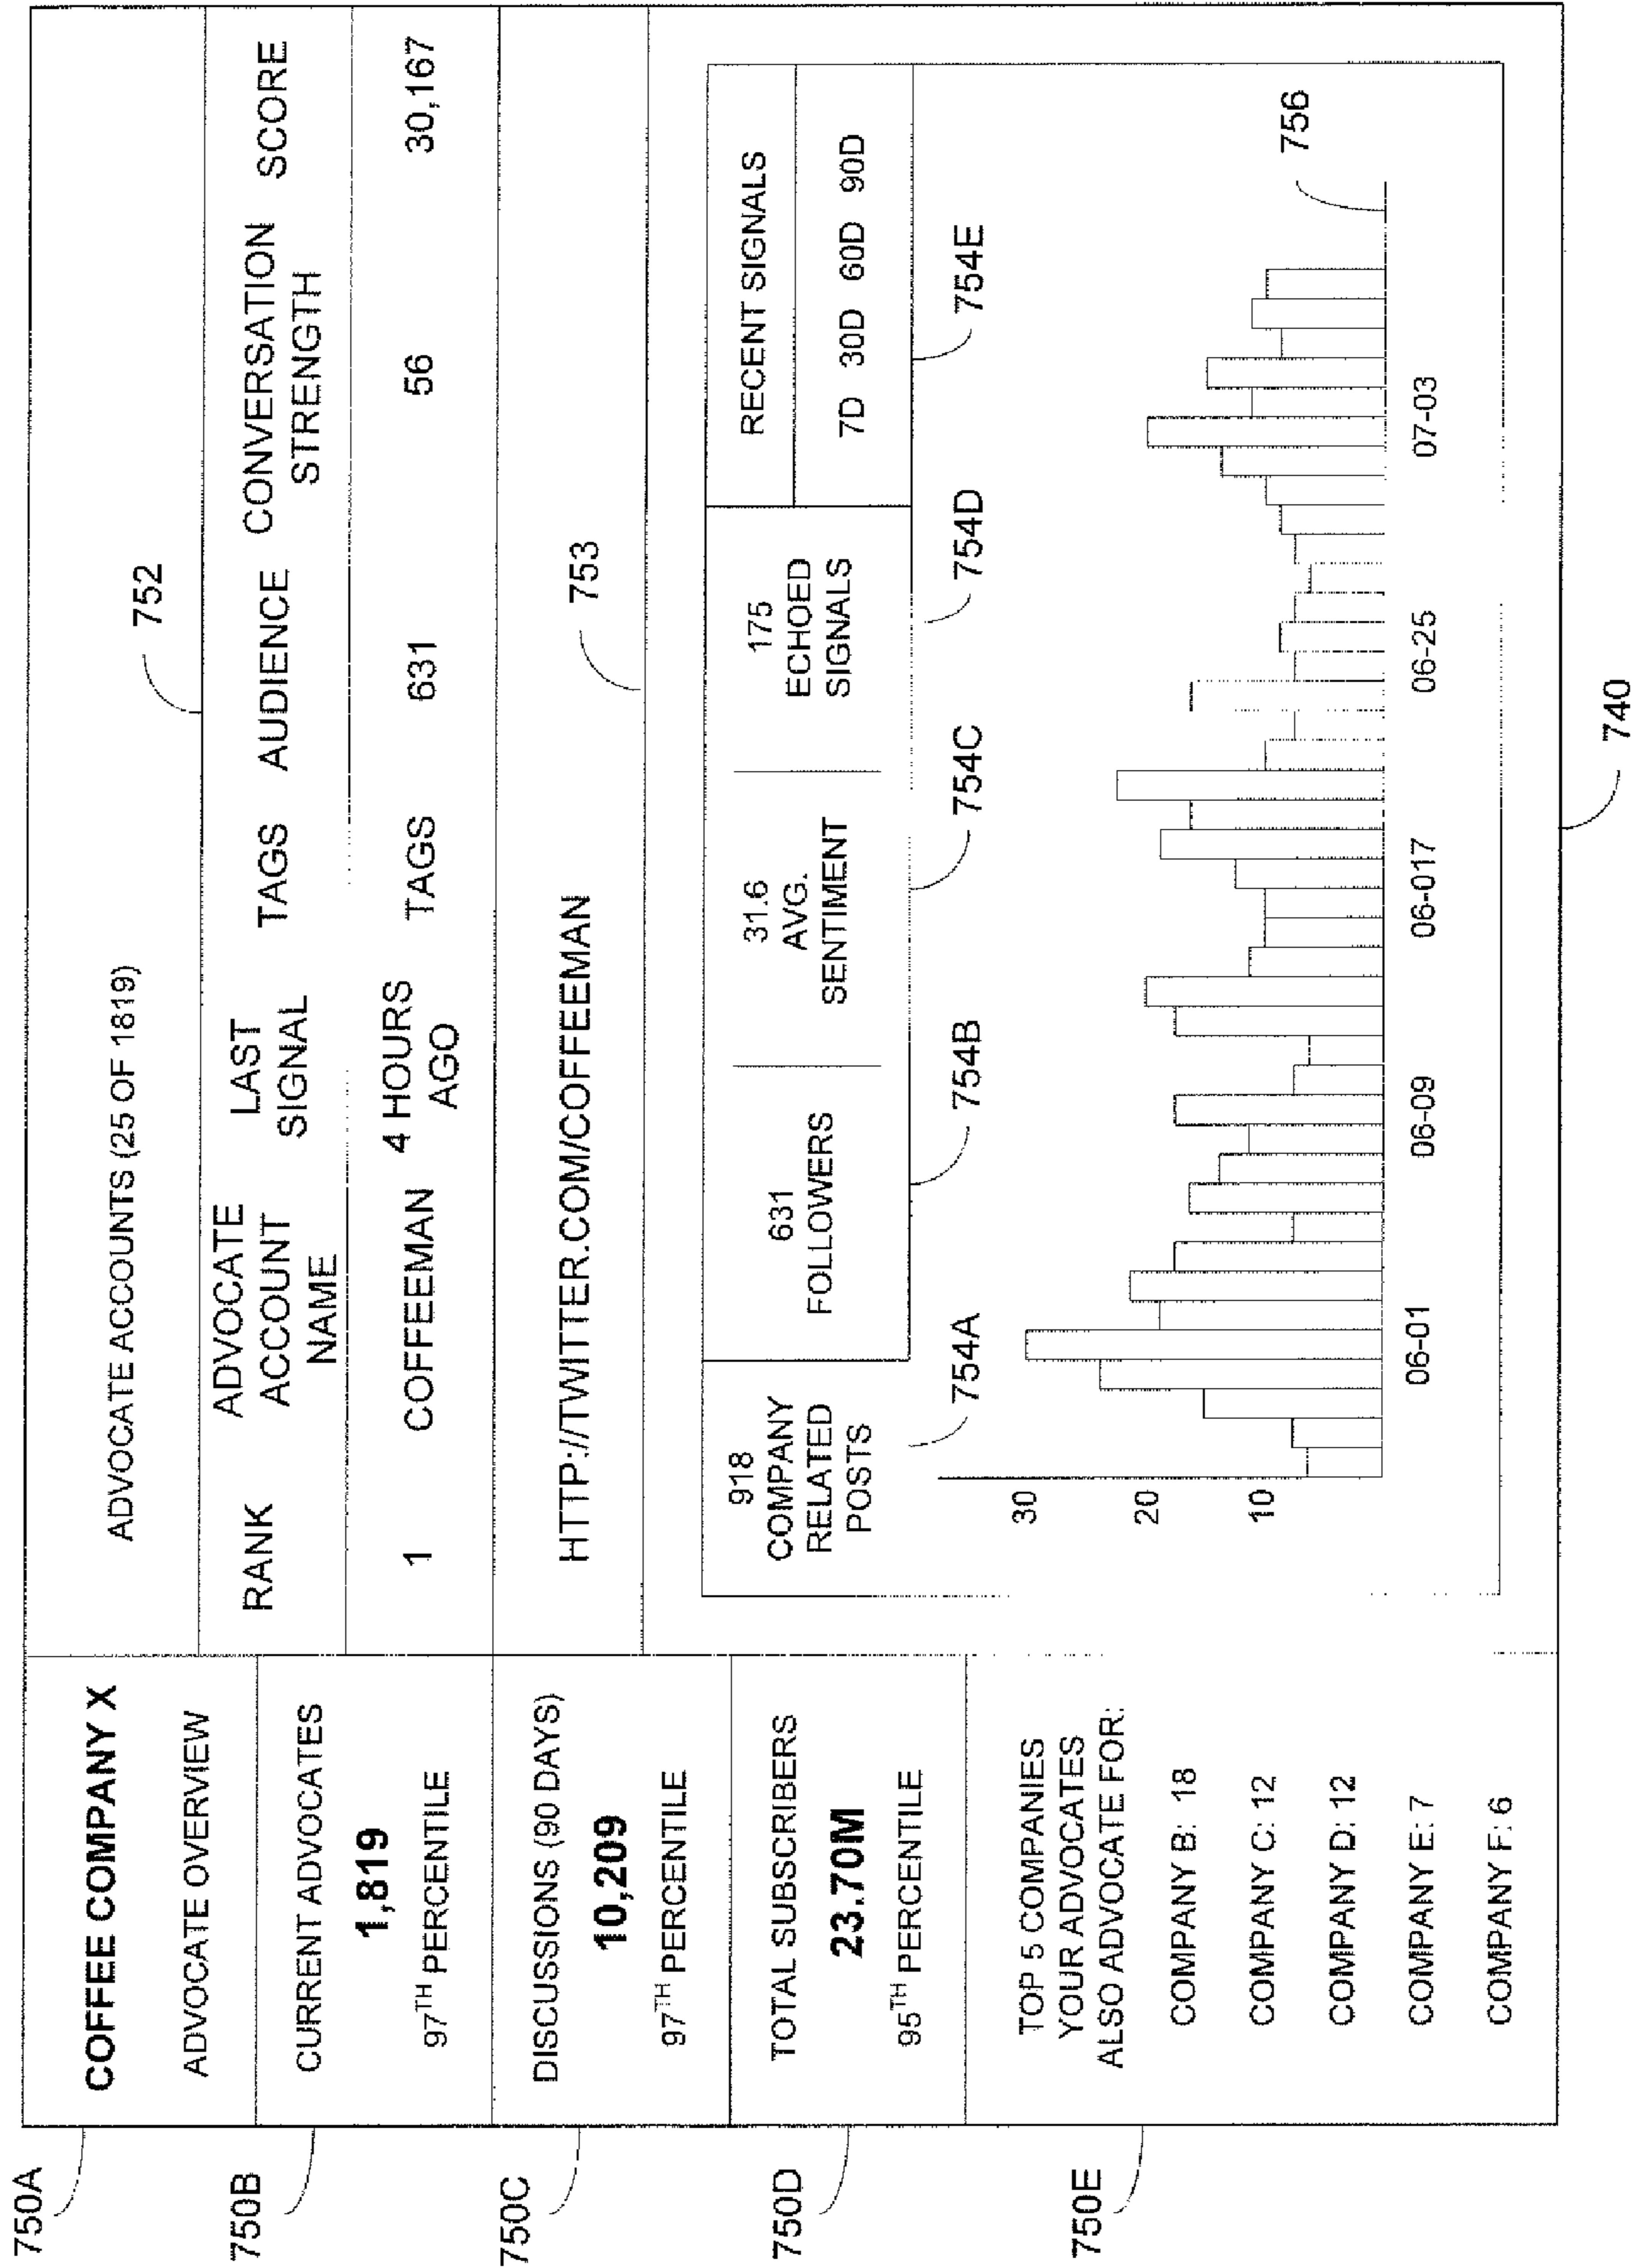 750A
COFFEE COMPANY X
ADVOCATE OVERVIEW
750B
CURRENT ADVOCATES
1,819
97TH PERCENTILE
750C
DISCUSSIONS (90 DAYS)
10,209
97TH PERCENTILE
750D
TOTAL SUBSCRIBERS
23.70M
95TH PERCENTILE
750E
TOP 5 COMPANIES
YOUR ADVOCATES
ALSO ADVOCATE FOR:
COMPANY B: 18
COMPANY C: 12
COMPANY D: 12
COMPANY E: 7
COMPANY F: 6
ADVOCATE ACCOUNTS (25 OF 1819)
752
RANK
ADVOCATE
ACCOUNT
NAME
LAST
SIGNAL
TAGS
AUDIENCE
CONVERSATION
STRENGTH
SCORE
1
COFFEEMAN
4 HOURS
AGO
TAGS
631
56
30,167
HTTP://TWITTER.COM/COFFEEMAN
753
918
COMPANY
RELATED
POSTS
631
FOLLOWERS
31.6
AVG.
SENTIMENT
175
ECHOED
SIGNALS
RECENT SIGNALS
7D 30D 60D 90D
754A
754B
754C
754D
754E
30
20
10
756
06-01
06-09
06-017
06-25
07-03
740